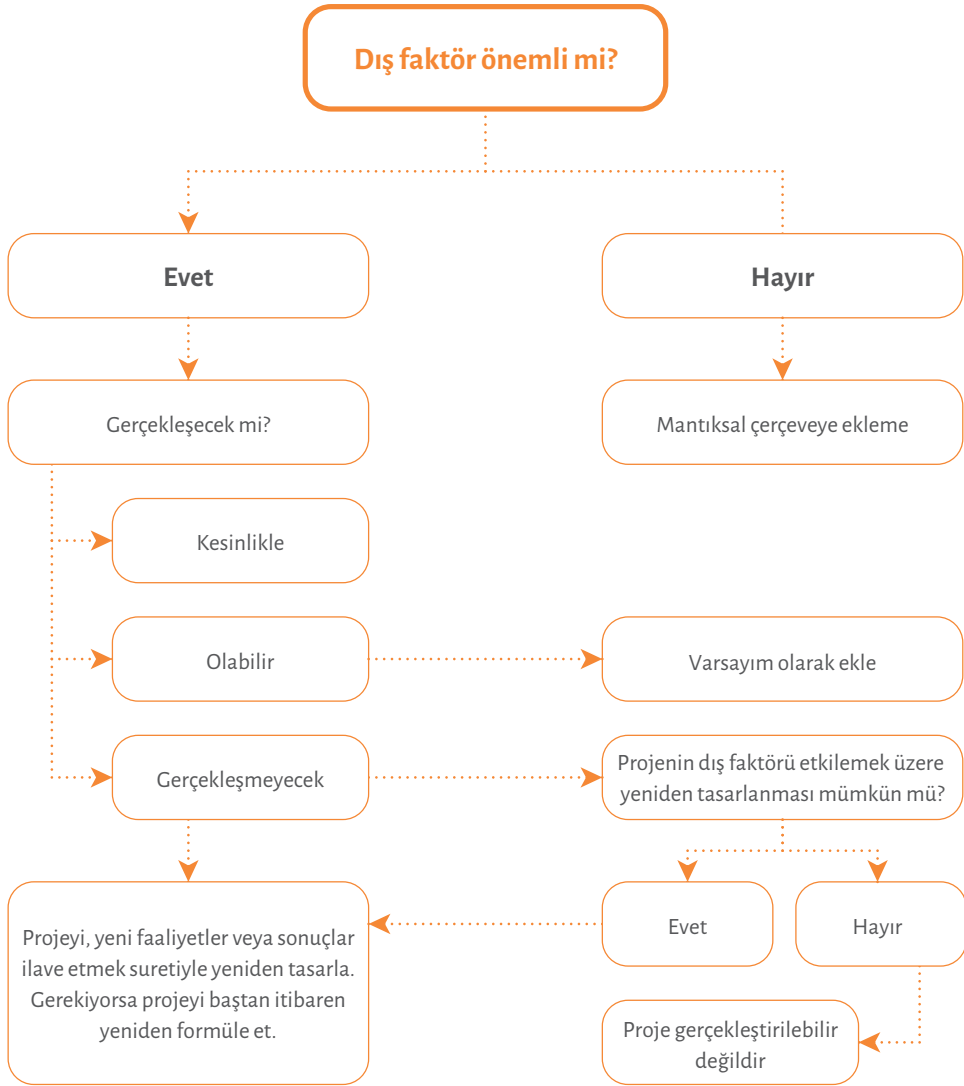 Dış faktör önemli mi?
Evet
Hayır
Gerçekleşecek mi?
Mantıksal çerçeveye ekleme
Kesinlikle
Olabilir
Varsayım olarak ekle
Gerçekleşmeyecek
Projenin dış faktörü etkilemek üzere
yeniden tasarlanması mümkün mü?
Evet
Hayır
Projeyi, yeni faaliyetler veya sonuçlar
ilave etmek suretiyle yeniden tasarla.
Gerekiyorsa projeyi baştan itibaren
yeniden formüle et.
Proje gerçekleştirilebilir
değildir